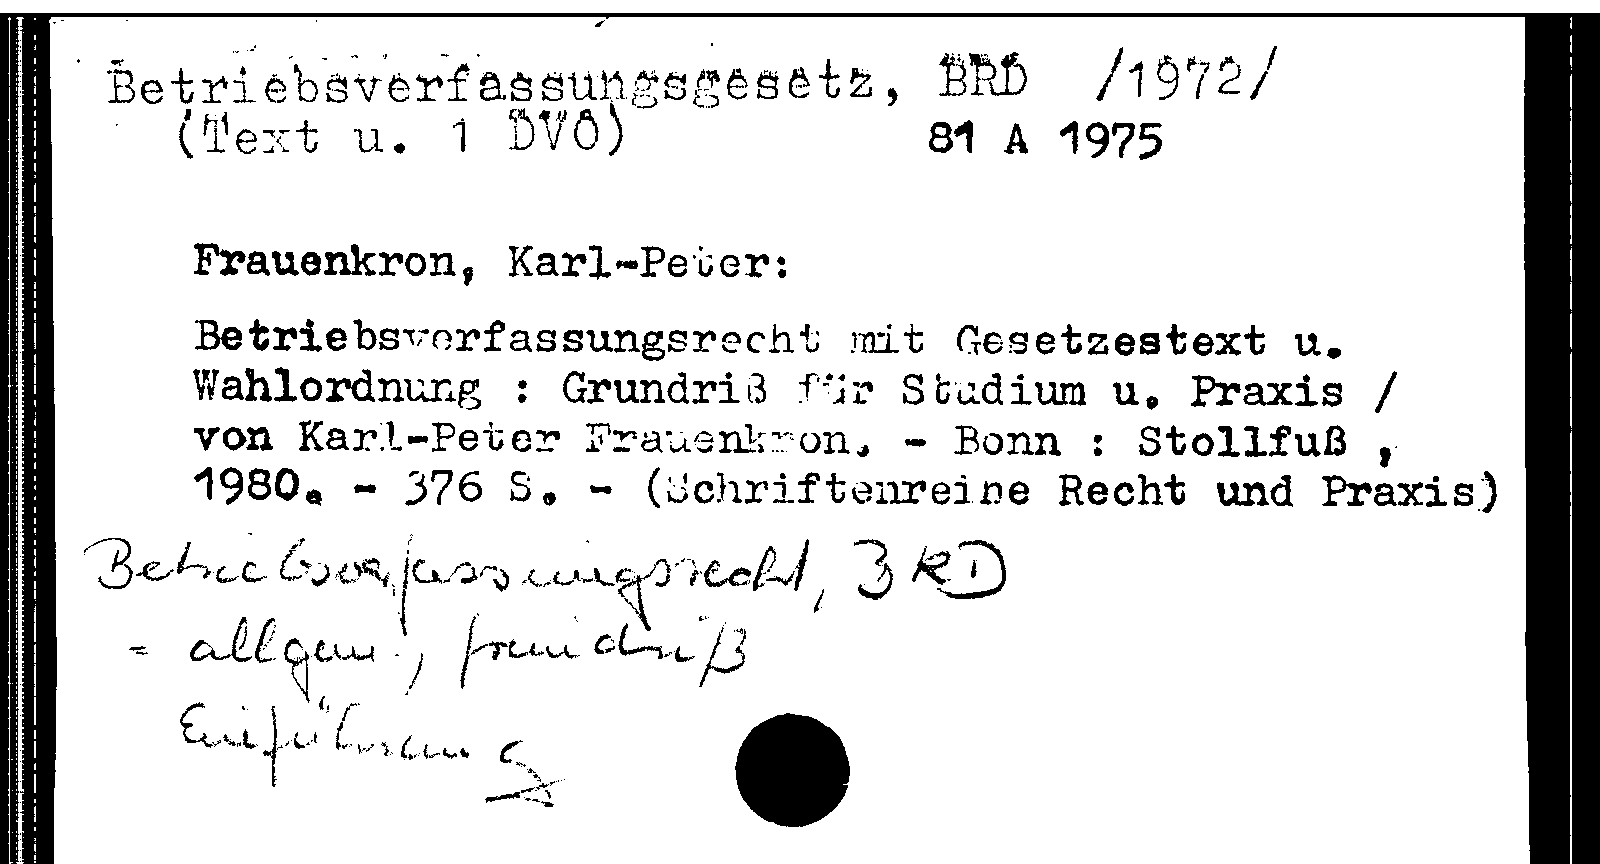 Betriebsverfassungsgesetz, BRD /1972/
(Text u. 1 DVO) 81 A 1975
Frauenkron, Karl-Peter:
Betriebsverfassungsrecht mit Gesetzestext u.
Wahlordnung : Grundriß für Studium u. Praxis /
von Karl-Peter Frauenkron. - Bonn : Stollfuß ,
1980. - 376 S. - (Schriftenreihe Recht und Praxis)
Betriebsverfassungsrecht, BRD
- allgem., Grundriß
Einführung